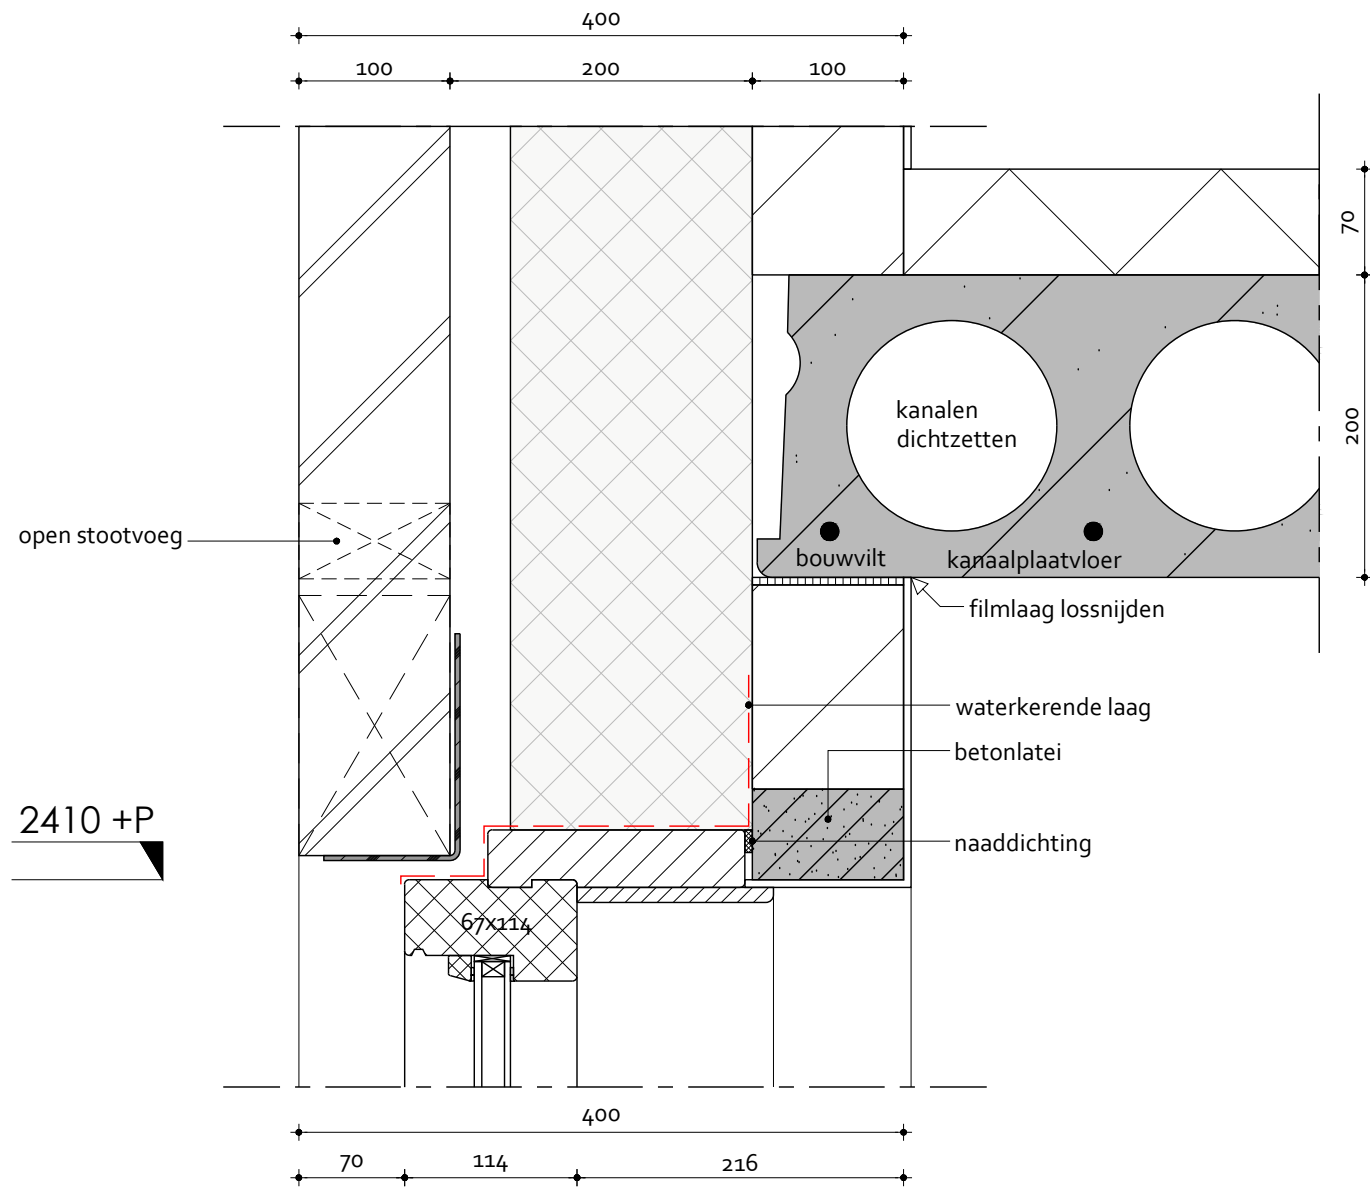 400
100
200
100
70
kanalen
dichtzetten
200
open stootvoeg
bouwvilt
kanaalplaatvloer
filmlaag lossnijden
waterkerende laag
betonlatei
2410 +P
naaddichting
67x114
400
70
114
216